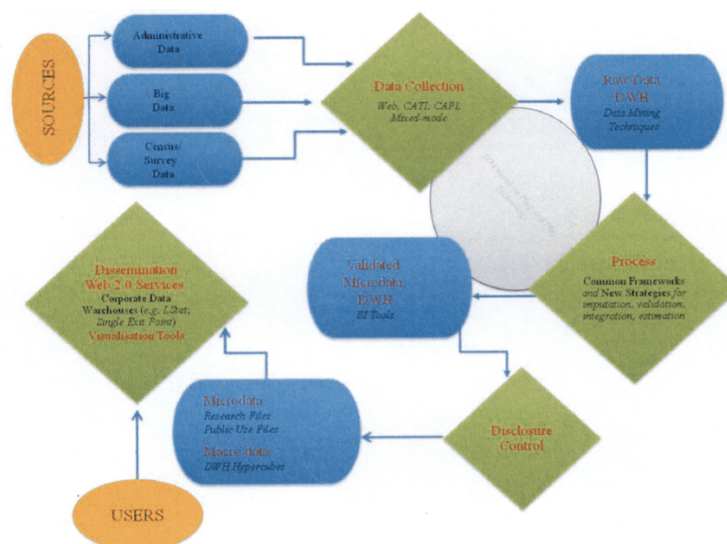 SOURCES
Administrative
Data
Big
Data
Census/
Survey
Data
Data Collection
Web, CATI, CAPI,
Mixed-mode
Raw-Data
DWH
Data Mining
Techniques
Process
Common Frameworks
and New Strategies for
imputation, validation,
integration, estimation
Validated
Microdata,
DWH
BI Tools
Disclosure
Control
Microdata
Research Files
Public Use Files
Macro data
DWH Hypercubes
Dissemination
Web 2.0 Services
Corporate Data
Warehouses (e.g. I.Stat;
Single Exit Point)
Visualisation Tools
USERS